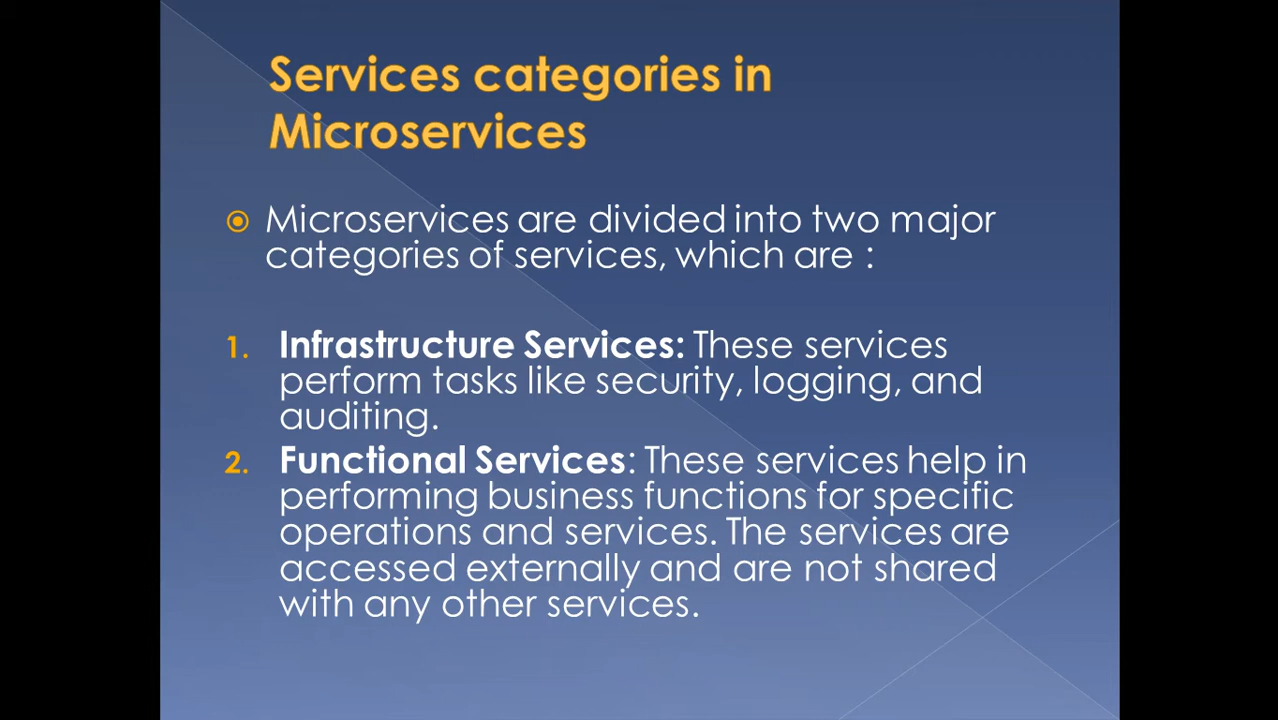 Services categories in
Microservices
Microservices are divided into two major
categories of services, which are :
1. Infrastructure Services: These services
perform tasks like security, logging, and
auditing.
2. Functional Services: These services help in
performing business functions for specific
operations and services. The services are
accessed externally and are not shared
with any other services.